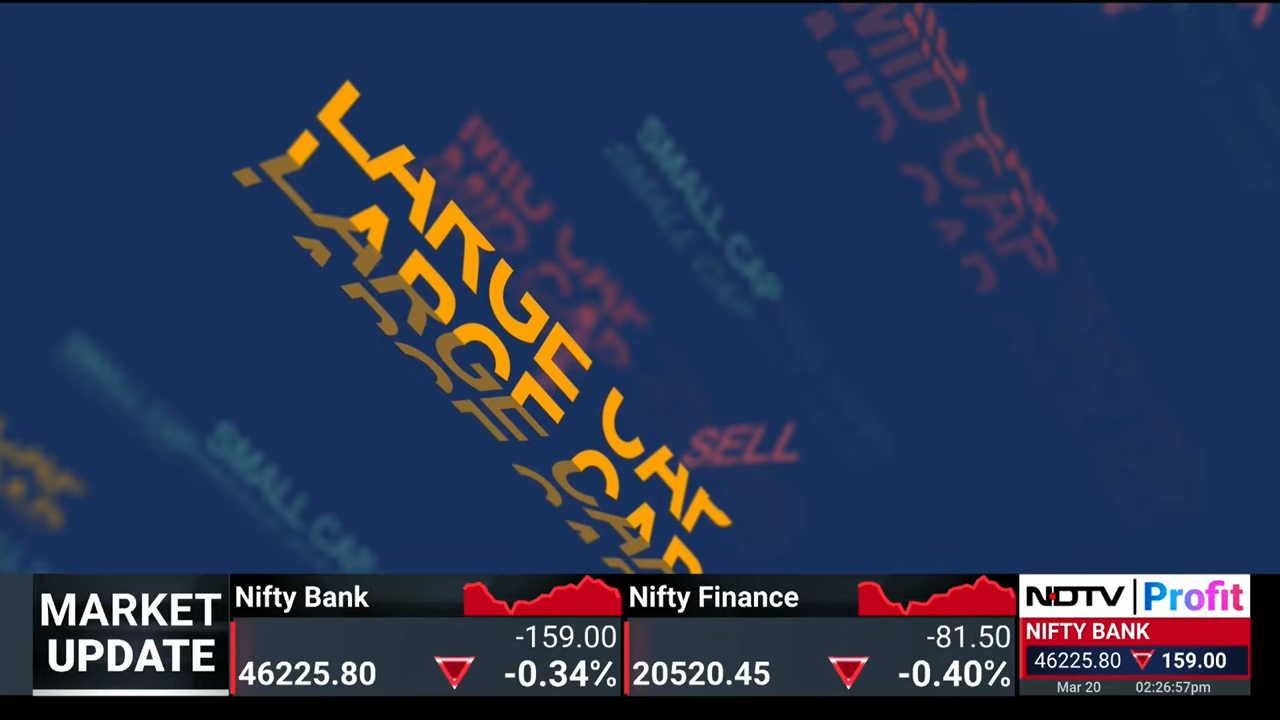 MID CAP
SMALL CAP
LARGE CAP
LARGE CAP
SELL
SMALL CAP
MARKET
UPDATE
Nifty Bank
-159.00
46225.80
-0.34%
Nifty Finance
-81.50
20520.45
-0.40%
NDTV Profit
NIFTY BANK
46225.80 159.00
Mar 20 02:26:57pm